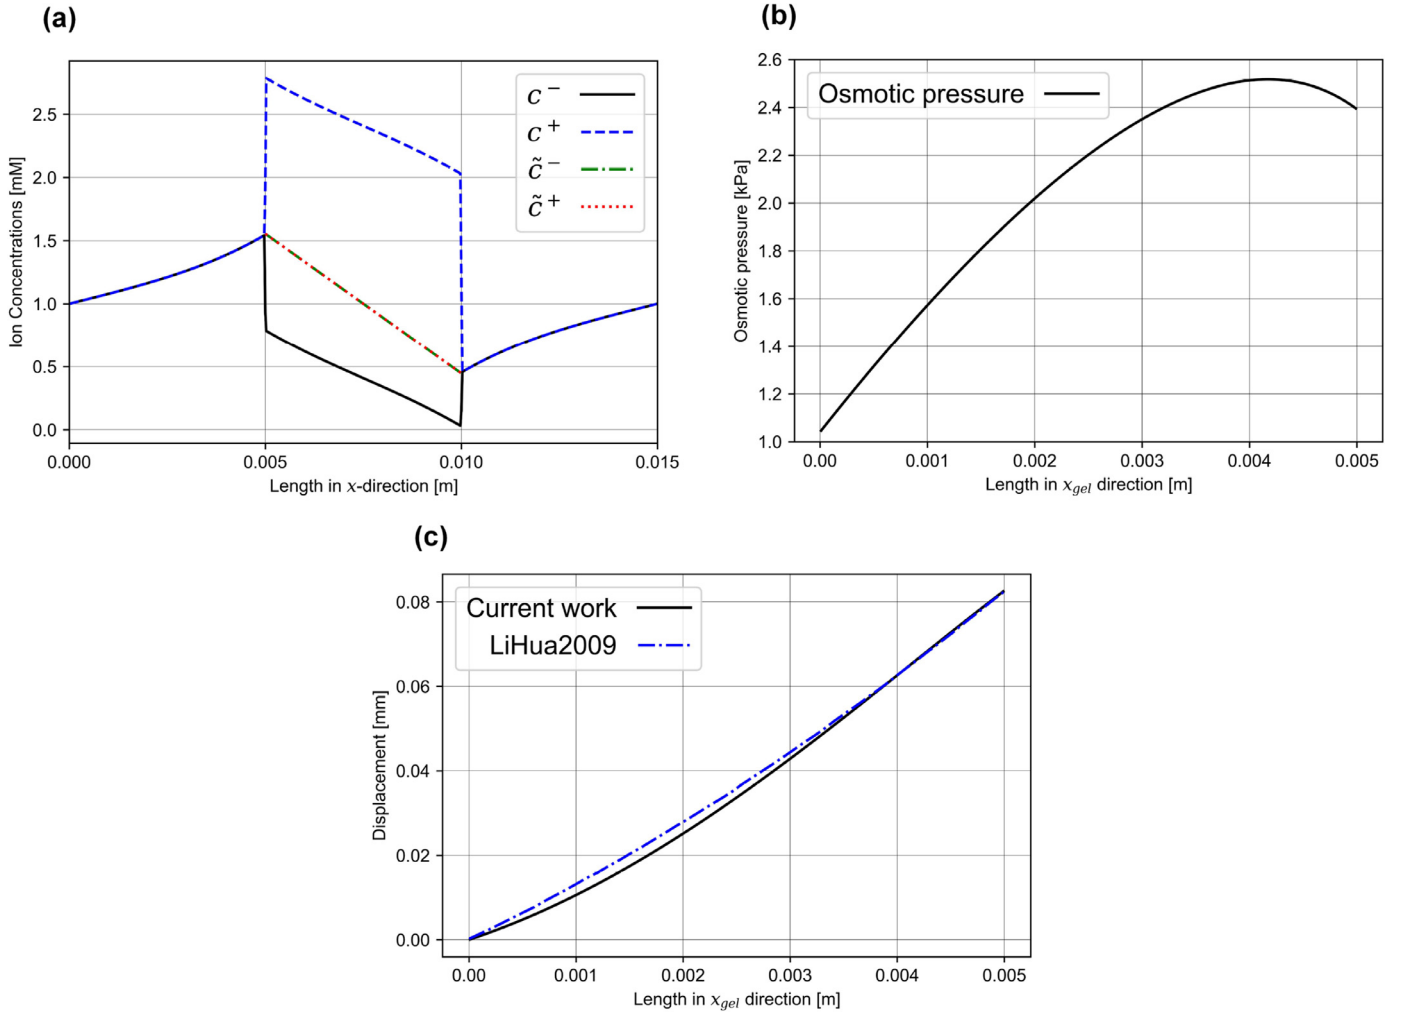 (a)
Ion Concentrations [mM]
2.5
2.0
1.5
1.0
0.5
0.0
c⁻
c⁺
c̃⁻
c̃⁺
0.000 0.005 0.010 0.015
Length in x-direction [m]
(b)
Osmotic pressure [kPa]
2.6
2.4
2.2
2.0
1.8
1.6
1.4
1.2
1.0
Osmotic pressure
0.00 0.001 0.002 0.003 0.004 0.005
Length in x_gel direction [m]
(c)
Displacement [mm]
0.08
0.06
0.04
0.02
0.00
Current work
LiHua2009
0.00 0.001 0.002 0.003 0.004 0.005
Length in x_gel direction [m]